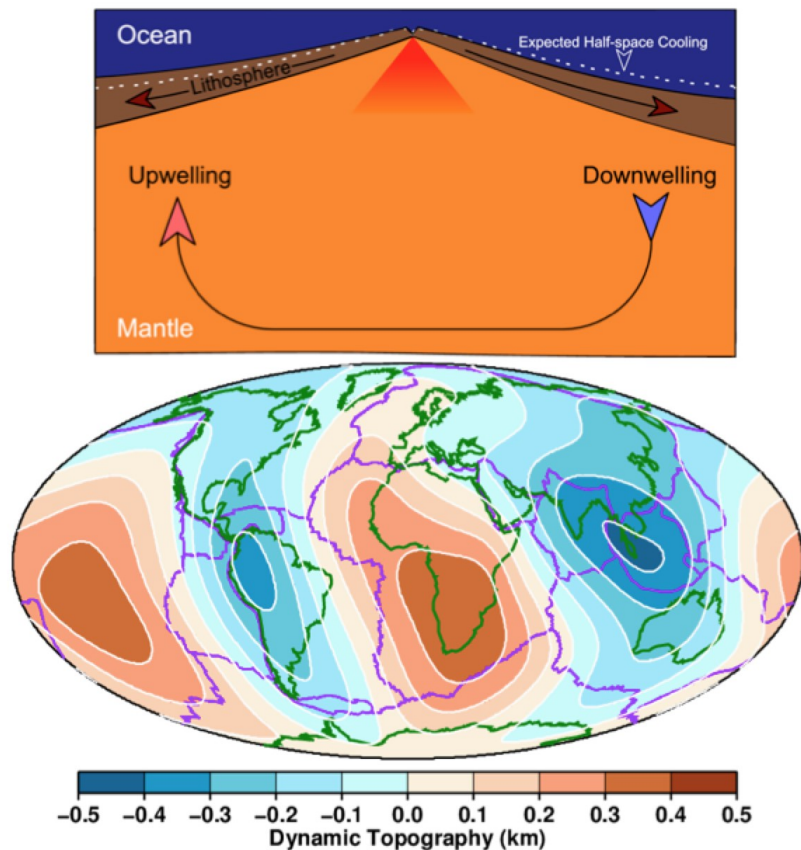 Ocean
Expected Half-space Cooling
Lithosphere
Upwelling
Downwelling
Mantle
−0.5 −0.4 −0.3 −0.2 −0.1 0.0 0.1 0.2 0.3 0.4 0.5
Dynamic Topography (km)